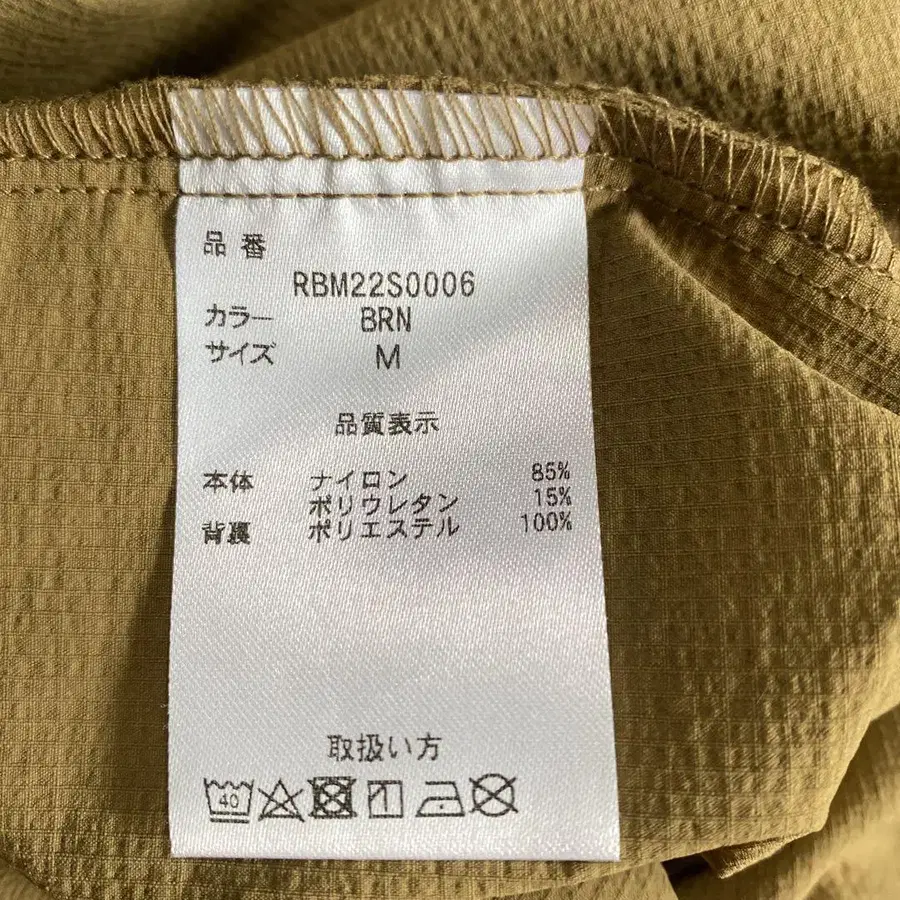 品番
RBM22S0006
カラー BRN
サイズ M
品質表示
本体 ナイロン 85%
ポリウレタン 15%
背裏 ポリエステル 100%
取扱い方
40